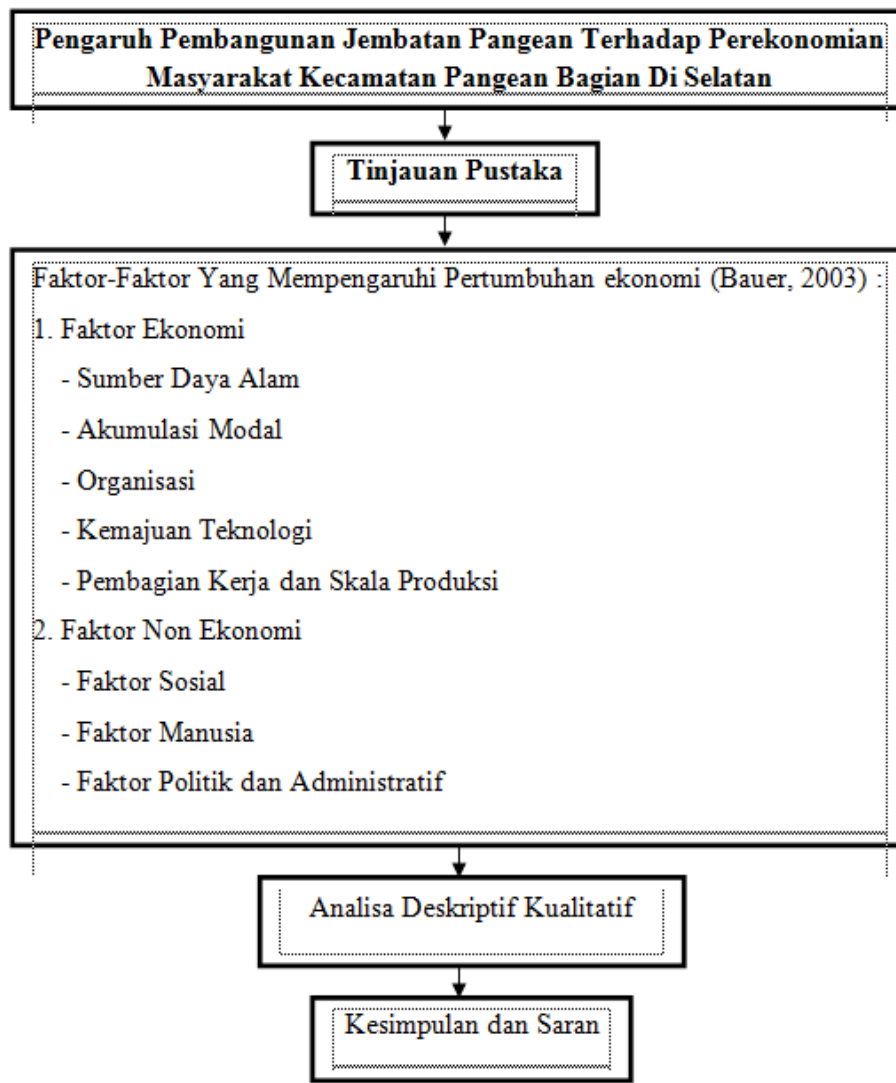 Pengaruh Pembangunan Jembatan Pangean Terhadap Perekonomian
Masyarakat Kecamatan Pangean Bagian Di Selatan
Tinjauan Pustaka
Faktor-Faktor Yang Mempengaruhi Pertumbuhan ekonomi (Bauer, 2003) :
1. Faktor Ekonomi
- Sumber Daya Alam
- Akumulasi Modal
- Organisasi
- Kemajuan Teknologi
- Pembagian Kerja dan Skala Produksi
2. Faktor Non Ekonomi
- Faktor Sosial
- Faktor Manusia
- Faktor Politik dan Administratif
Analisa Deskriptif Kualitatif
Kesimpulan dan Saran